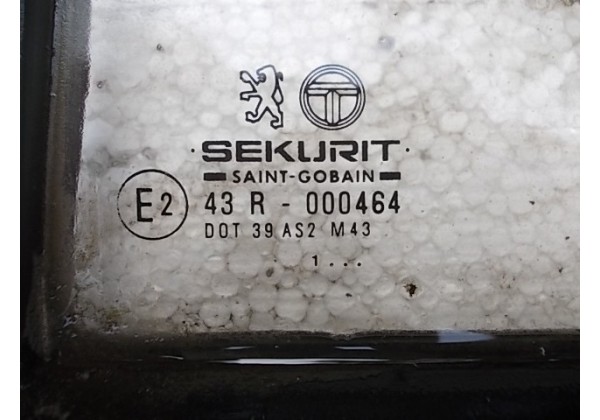 · SEKURIT ·
SAINT-GOBAIN
E2 43 R - 000464
DOT 39 AS2 M43
1 ...